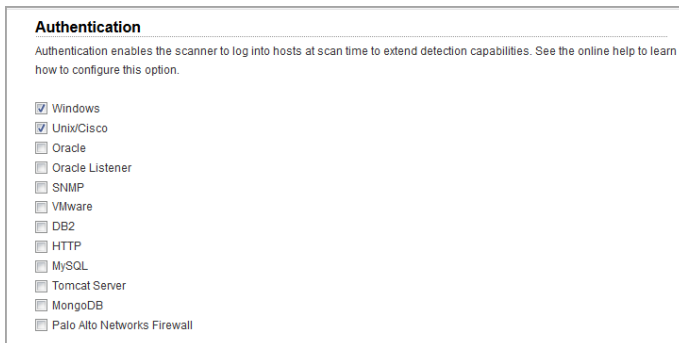 Authentication
Authentication enables the scanner to log into hosts at scan time to extend detection capabilities. See the online help to learn
how to configure this option.
Windows
Unix/Cisco
Oracle
Oracle Listener
SNMP
VMware
DB2
HTTP
MySQL
Tomcat Server
MongoDB
Palo Alto Networks Firewall